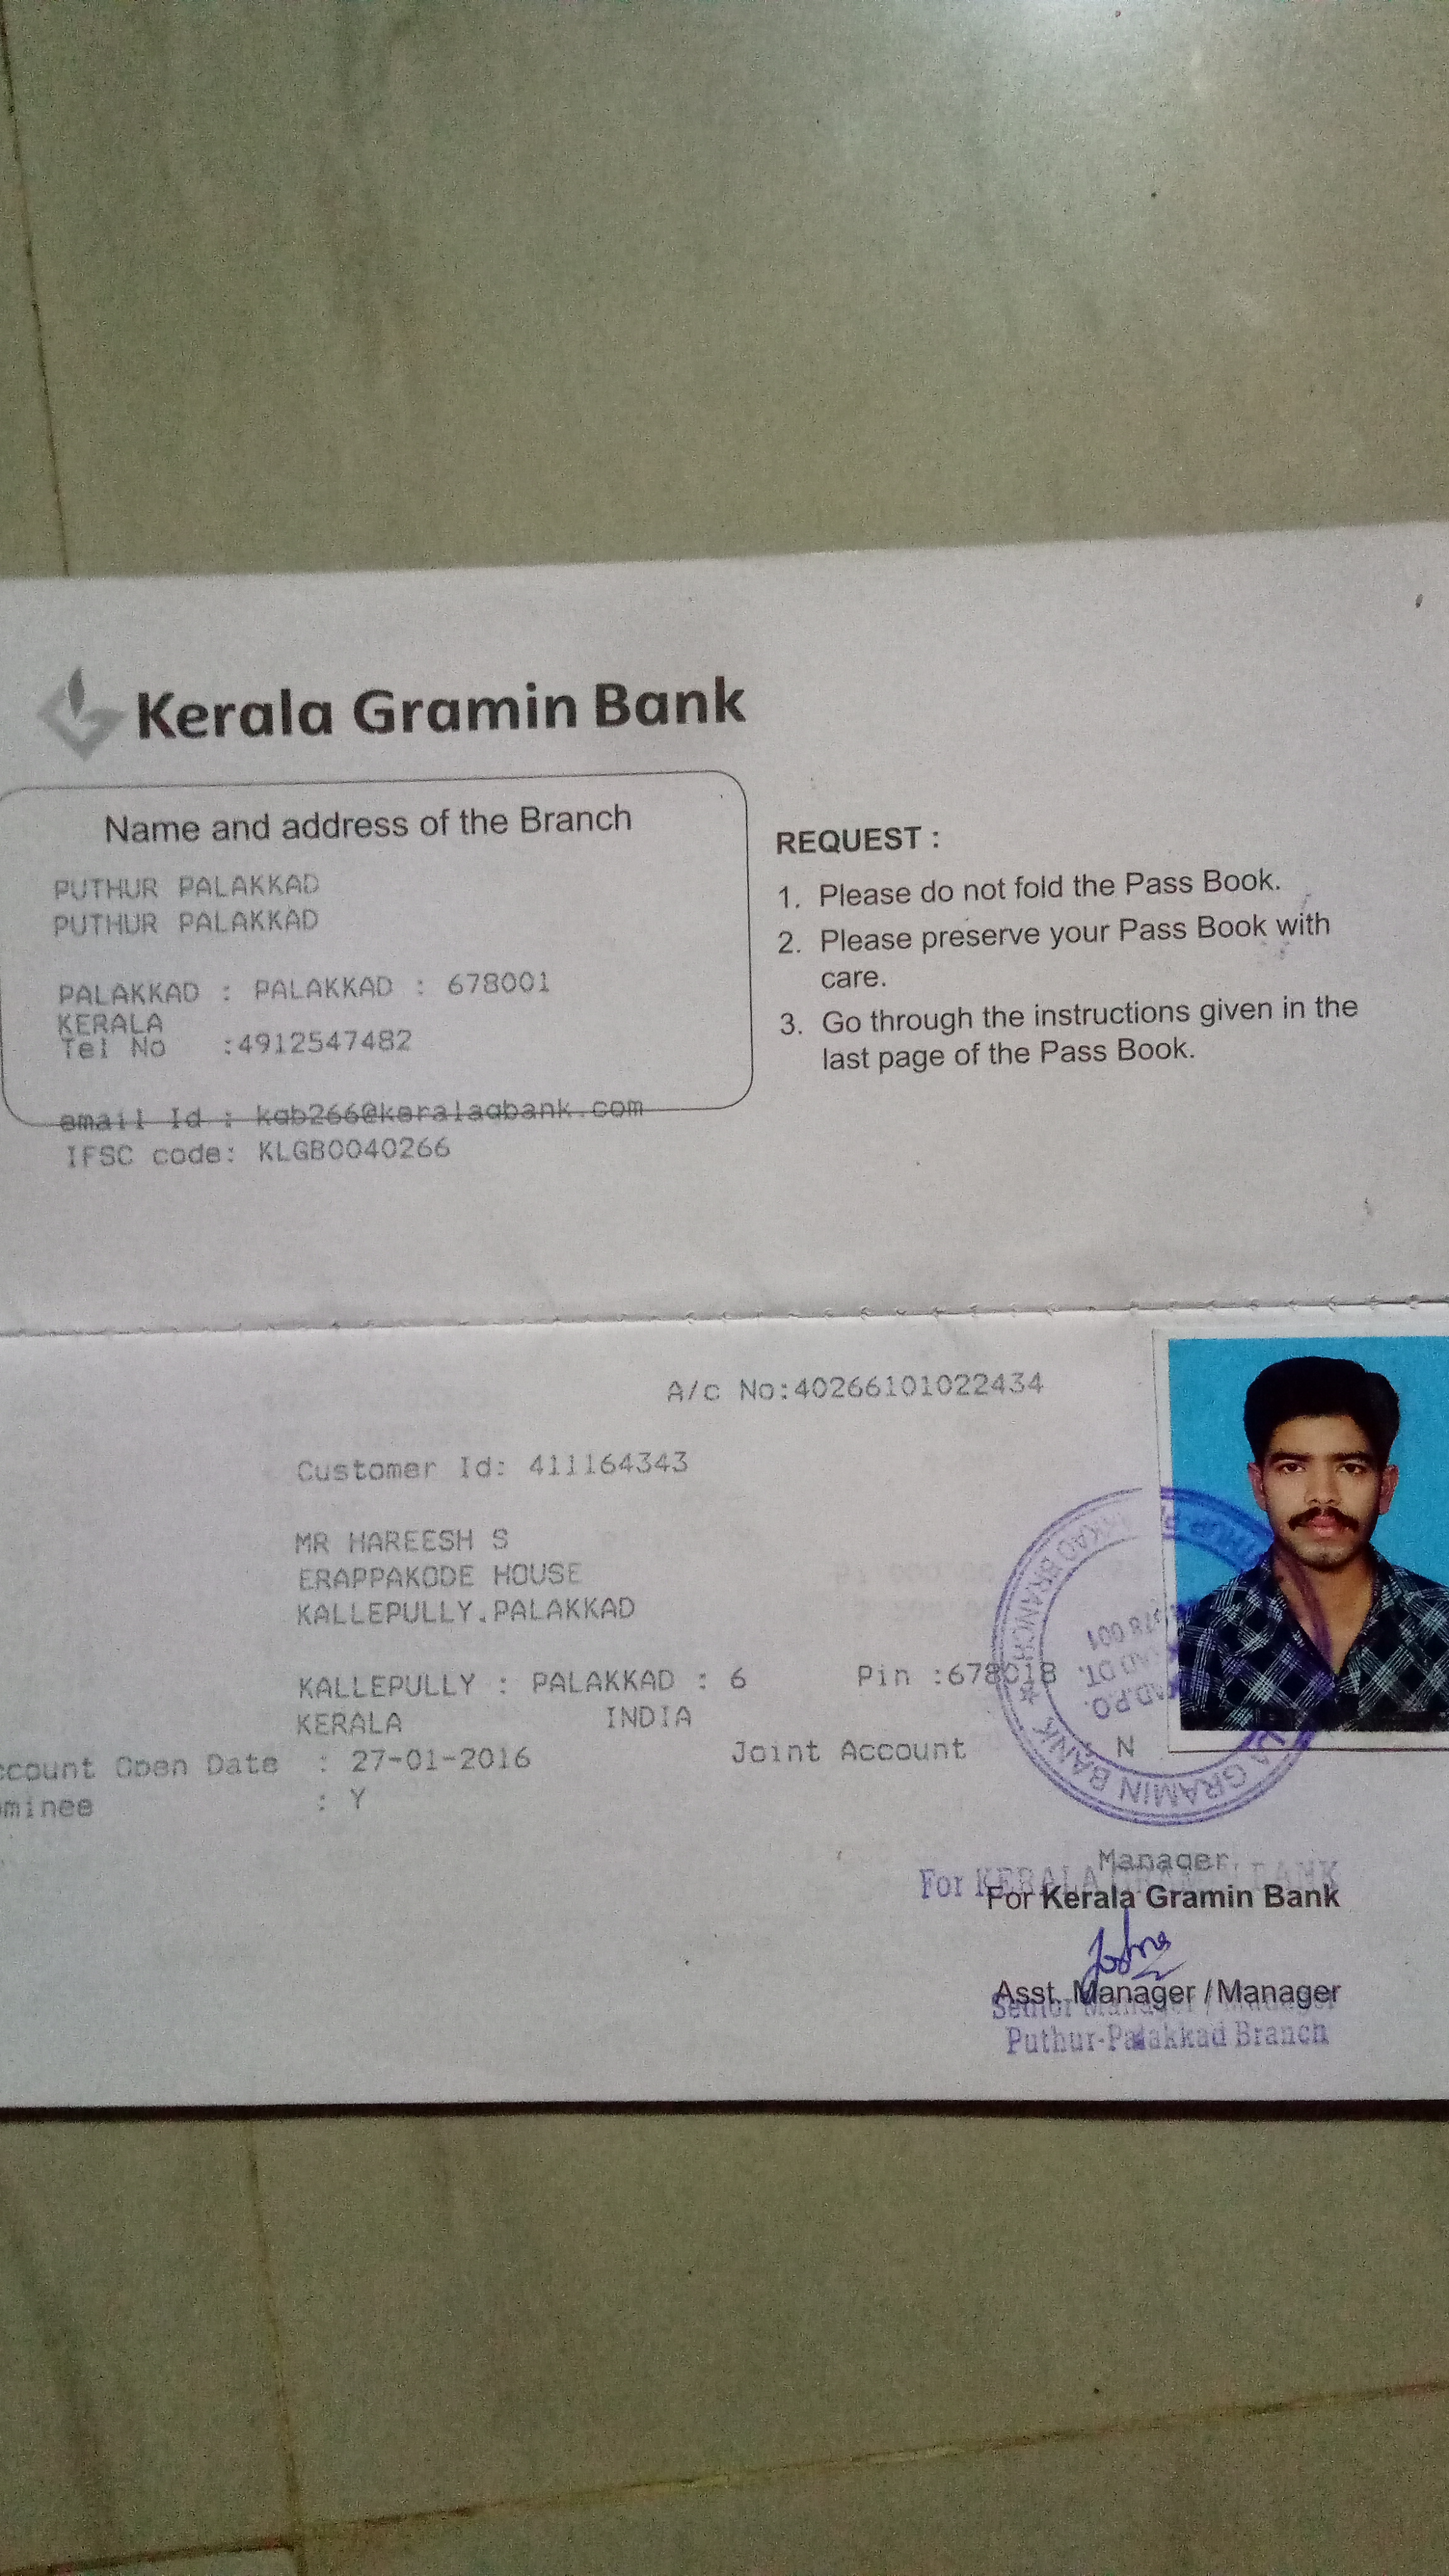 Kerala Gramin Bank
Name and address of the Branch
PUTHUR PALAKKAD
PUTHUR PALAKKAD
PALAKKAD : PALAKKAD : 678001
KERALA
Tel No :4912547482
email Id : kgb266@keralagbank.com
IFSC code: KLGB0040266
REQUEST :
1. Please do not fold the Pass Book.
2. Please preserve your Pass Book with
care.
3. Go through the instructions given in the
last page of the Pass Book.
A/c No:40266101022434
Customer Id: 411164343
MR HAREESH S
ERAPPAKODE HOUSE
KALLEPULLY.PALAKKAD
KALLEPULLY : PALAKKAD : 6 Pin :678018
KERALA INDIA
ccount Open Date : 27-01-2016 Joint Account N
minee : Y
BRANCH ★
GRAMIN BANK
678 001
DT.
P.O.
Manager
For KERALA GRAMIN BANK
For Kerala Gramin Bank
Asst. Manager / Manager
Senior Manager / Manager
Puthur-Palakkad Branch